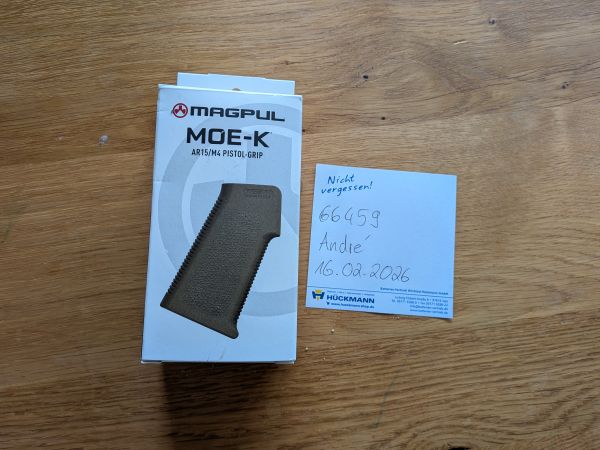 MAGPUL
MOE-K
AR15/M4 PISTOL-GRIP
Nicht
vergessen!
66459
André
16.02.2026
HÜCKMANN